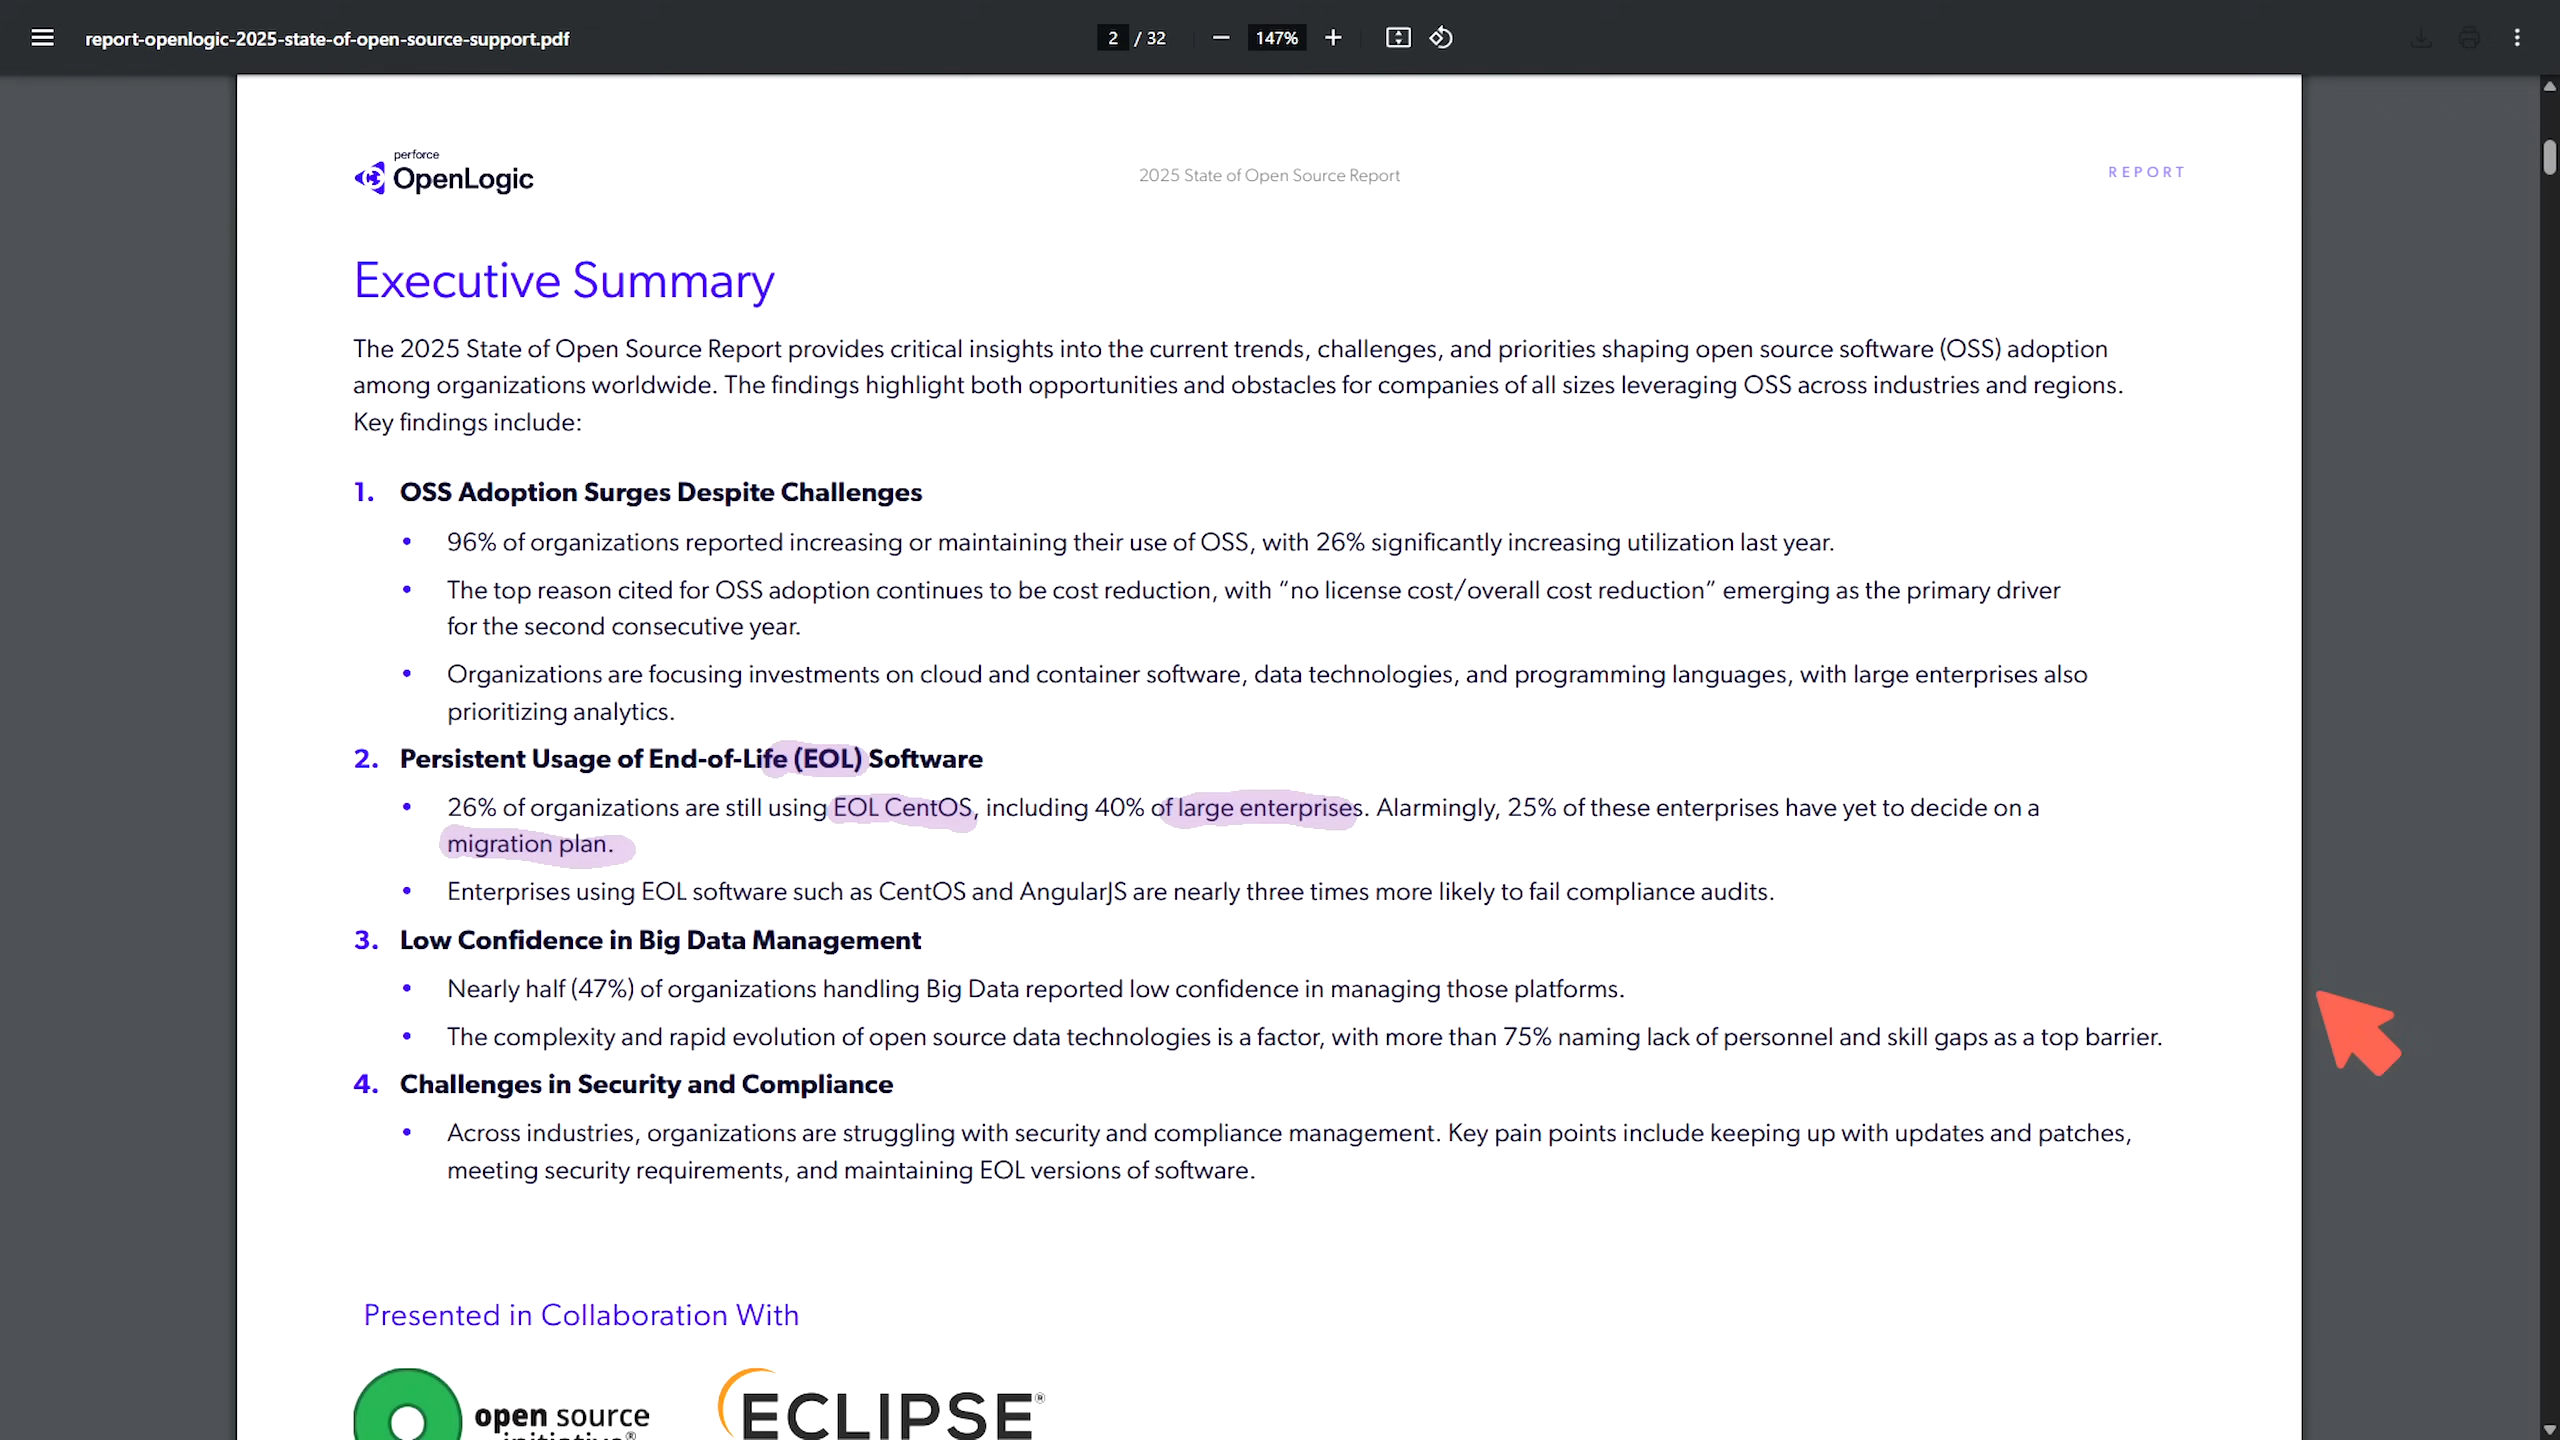 report-openlogic-2025-state-of-open-source-support.pdf
2 / 32
147%
perforce
OpenLogic
2025 State of Open Source Report
REPORT
Executive Summary
The 2025 State of Open Source Report provides critical insights into the current trends, challenges, and priorities shaping open source software (OSS) adoption
among organizations worldwide. The findings highlight both opportunities and obstacles for companies of all sizes leveraging OSS across industries and regions.
Key findings include:
1. OSS Adoption Surges Despite Challenges
• 96% of organizations reported increasing or maintaining their use of OSS, with 26% significantly increasing utilization last year.
• The top reason cited for OSS adoption continues to be cost reduction, with “no license cost/overall cost reduction” emerging as the primary driver
for the second consecutive year.
• Organizations are focusing investments on cloud and container software, data technologies, and programming languages, with large enterprises also
prioritizing analytics.
2. Persistent Usage of End-of-Life (EOL) Software
• 26% of organizations are still using EOL CentOS, including 40% of large enterprises. Alarmingly, 25% of these enterprises have yet to decide on a
migration plan.
• Enterprises using EOL software such as CentOS and AngularJS are nearly three times more likely to fail compliance audits.
3. Low Confidence in Big Data Management
• Nearly half (47%) of organizations handling Big Data reported low confidence in managing those platforms.
• The complexity and rapid evolution of open source data technologies is a factor, with more than 75% naming lack of personnel and skill gaps as a top barrier.
4. Challenges in Security and Compliance
• Across industries, organizations are struggling with security and compliance management. Key pain points include keeping up with updates and patches,
meeting security requirements, and maintaining EOL versions of software.
Presented in Collaboration With
open source
initiative®
ECLIPSE®